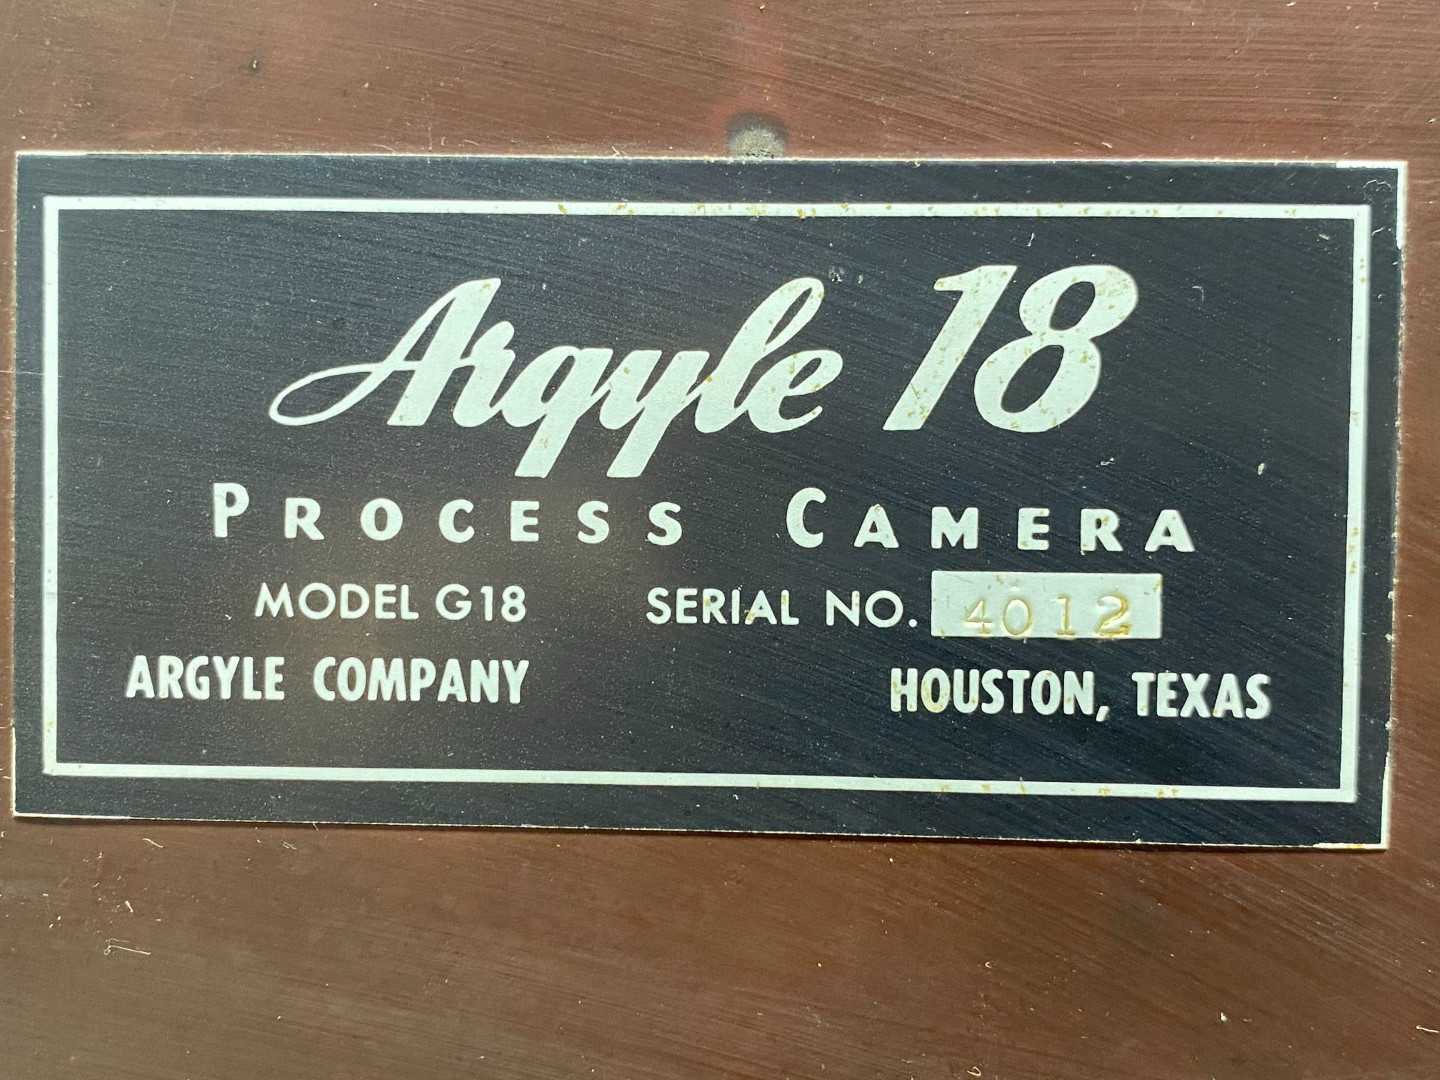 Argyle 18
PROCESS CAMERA
MODEL G18 SERIAL NO. 4012
ARGYLE COMPANY HOUSTON, TEXAS